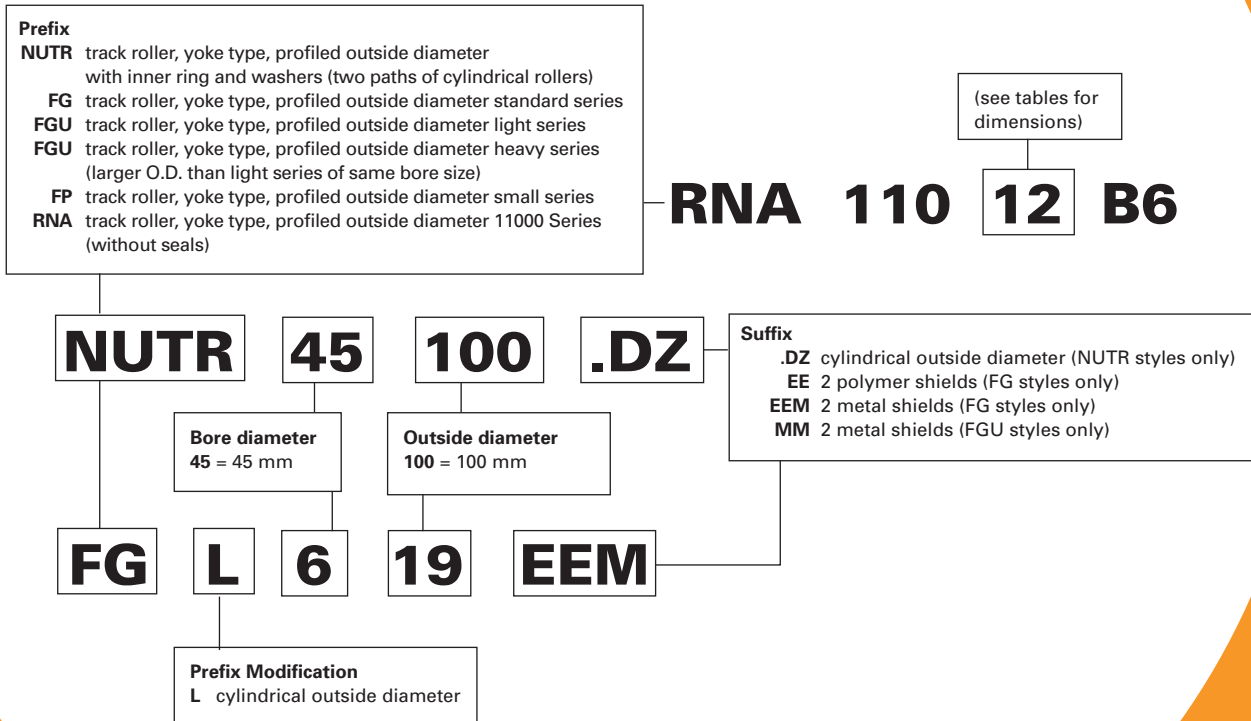 Prefix
NUTR track roller, yoke type, profiled outside diameter
with inner ring and washers (two paths of cylindrical rollers)
FG track roller, yoke type, profiled outside diameter standard series
FGU track roller, yoke type, profiled outside diameter light series
FGU track roller, yoke type, profiled outside diameter heavy series
(larger O.D. than light series of same bore size)
FP track roller, yoke type, profiled outside diameter small series
RNA track roller, yoke type, profiled outside diameter 11000 Series
(without seals)
(see tables for
dimensions)
RNA 110 12 B6
NUTR 45 100 .DZ
Suffix
.DZ cylindrical outside diameter (NUTR styles only)
EE 2 polymer shields (FG styles only)
EEM 2 metal shields (FG styles only)
MM 2 metal shields (FGU styles only)
Bore diameter
45 = 45 mm
Outside diameter
100 = 100 mm
FG L 6 19 EEM
Prefix Modification
L cylindrical outside diameter